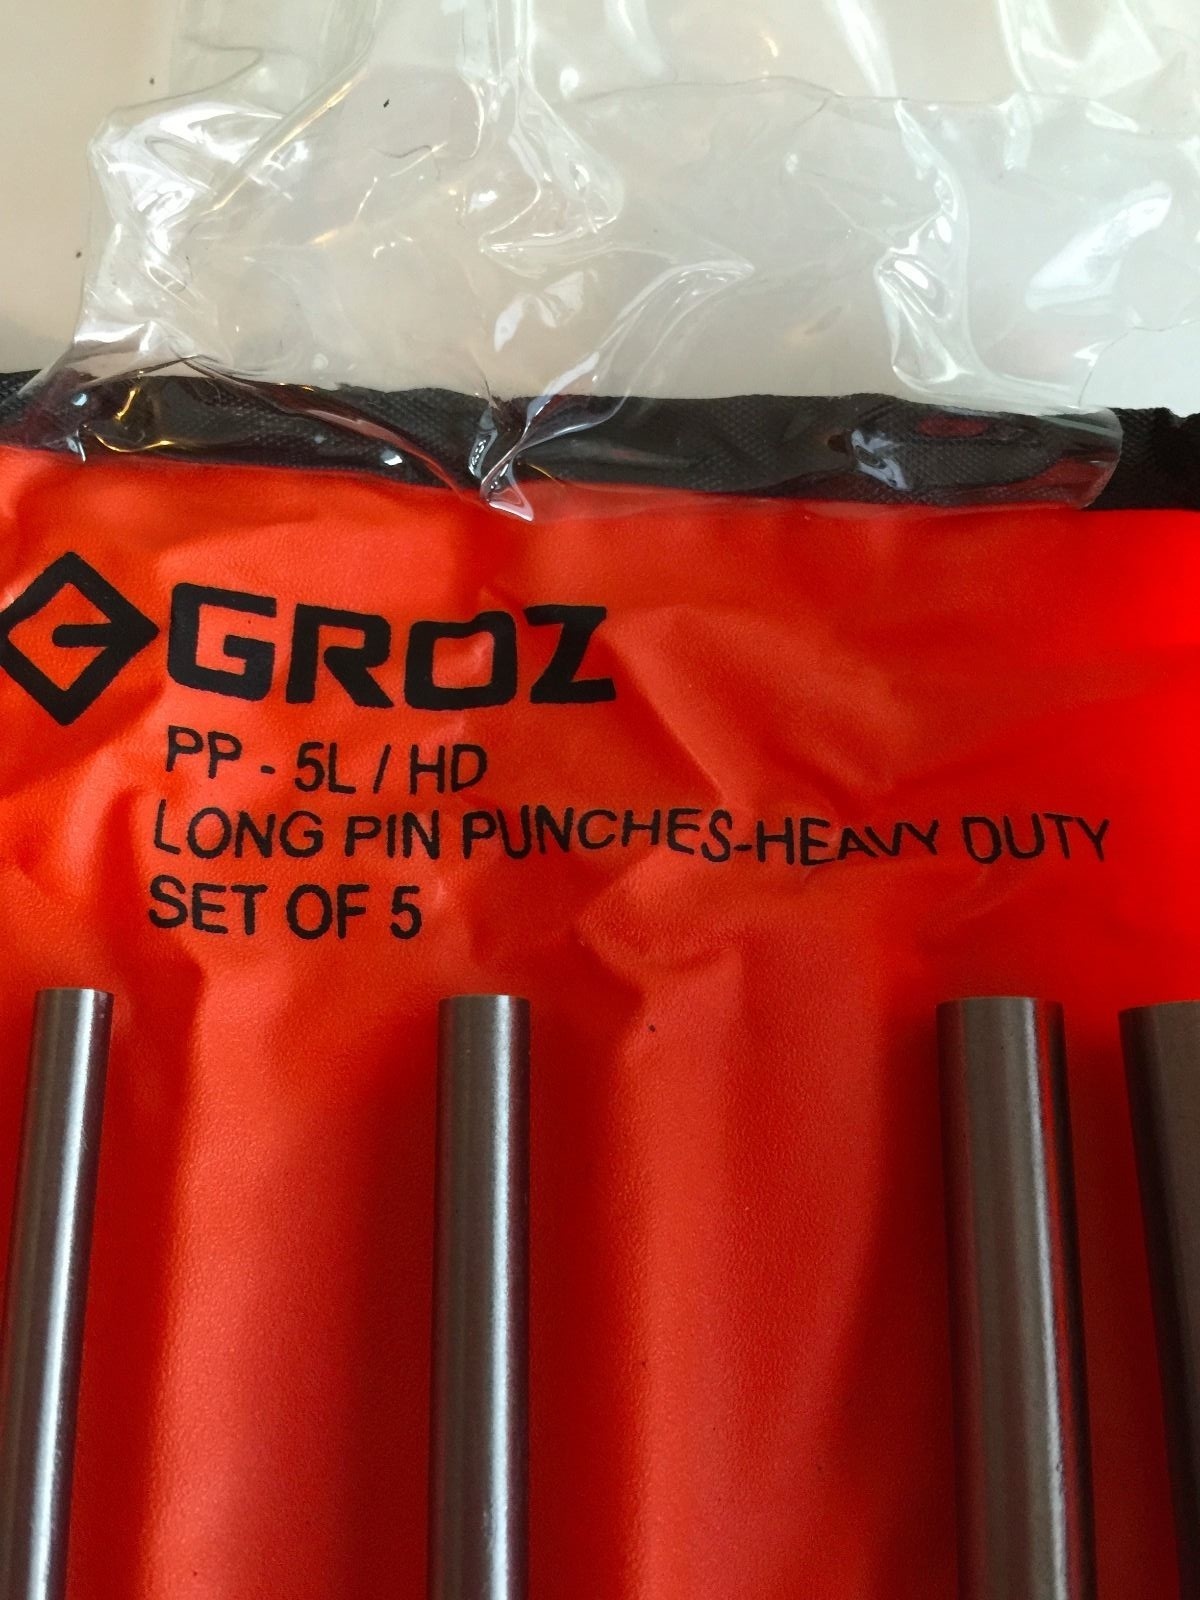 GROZ
PP - 5L / HD
LONG PIN PUNCHES-HEAVY DUTY
SET OF 5